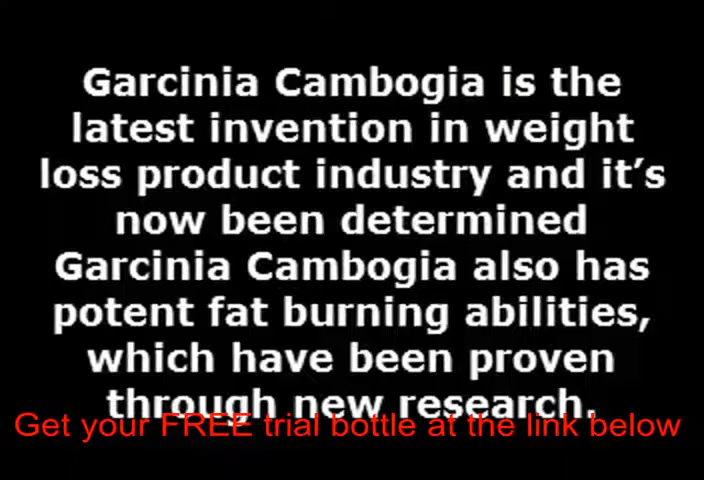 Garcinia Cambogia is the
latest invention in weight
loss product industry and it’s
now been determined
Garcinia Cambogia also has
potent fat burning abilities,
which have been proven
through new research.
Get your FREE trial bottle at the link below